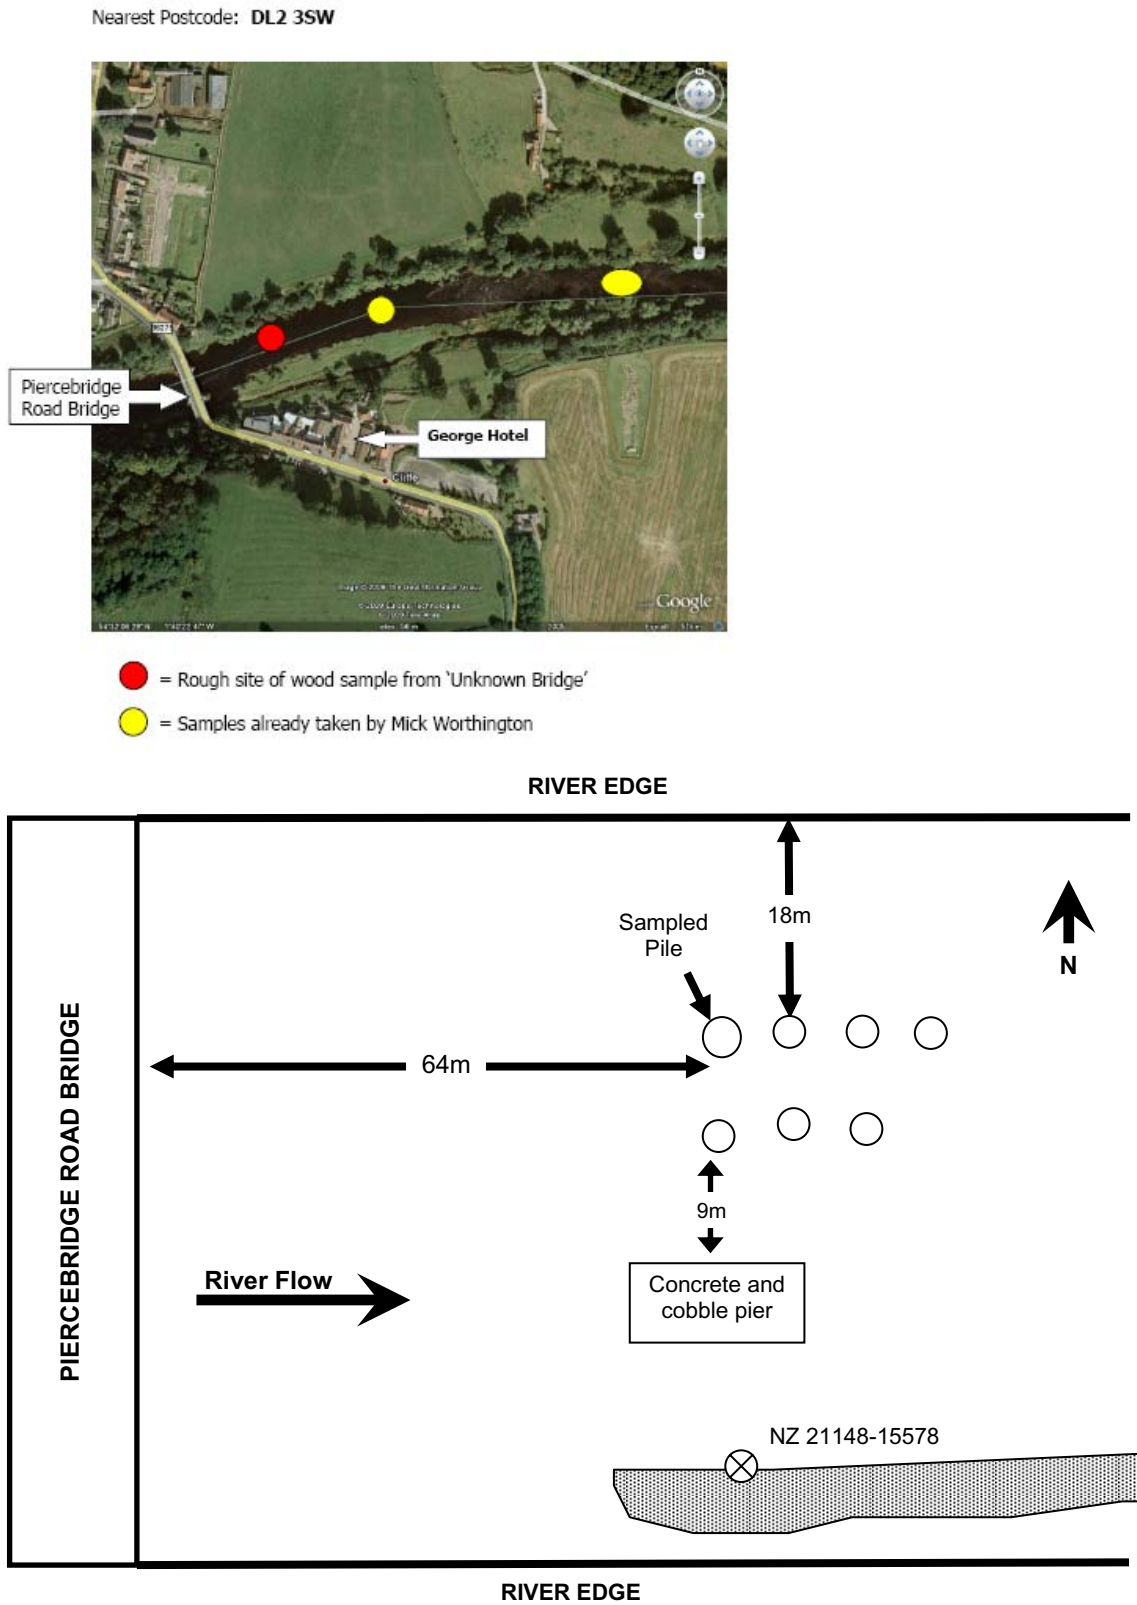 Nearest Postcode: DL2 3SW
Piercebridge
Road Bridge
George Hotel
Cliffe
Google
= Rough site of wood sample from ‘Unknown Bridge’
= Samples already taken by Mick Worthington
RIVER EDGE
18m
Sampled
Pile
N
64m
PIERCEBRIDGE ROAD BRIDGE
9m
River Flow
Concrete and
cobble pier
NZ 21148-15578
RIVER EDGE